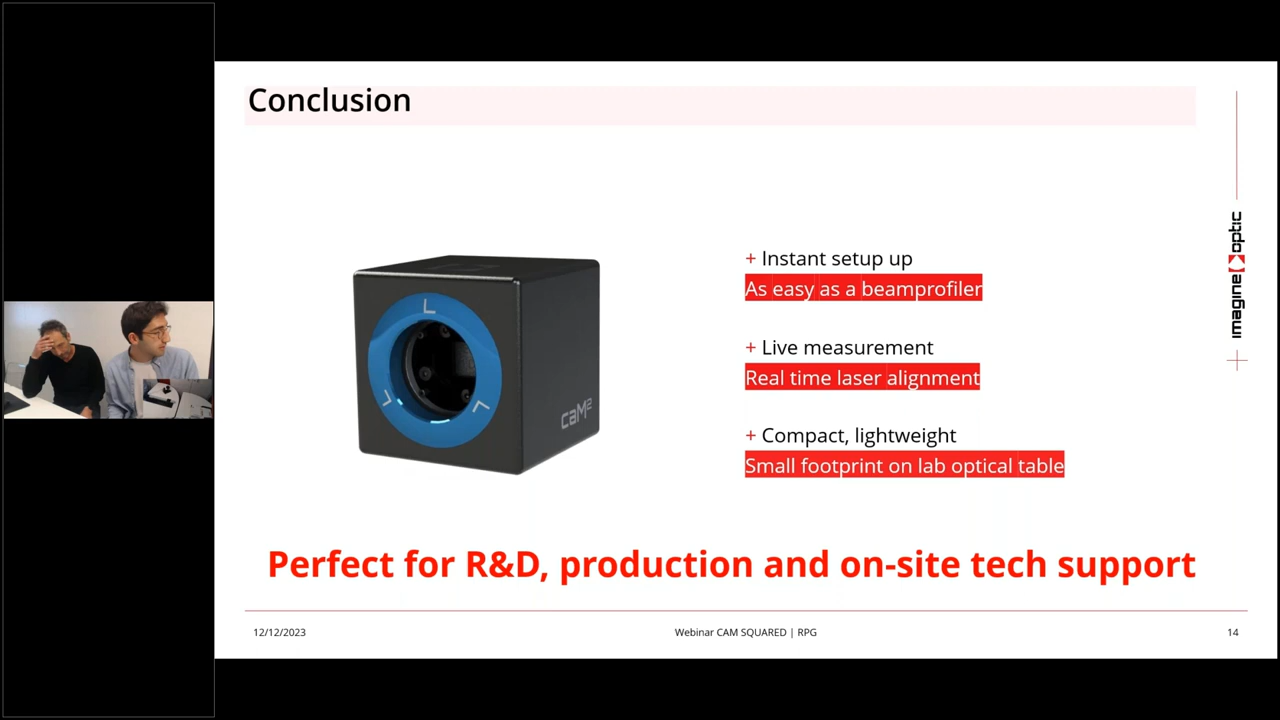 Conclusion
+ Instant setup up
As easy as a beamprofiler
+ Live measurement
Real time laser alignment
+ Compact, lightweight
Small footprint on lab optical table
caM²
Perfect for R&D, production and on-site tech support
imagine optic
12/12/2023
Webinar CAM SQUARED | RPG
14